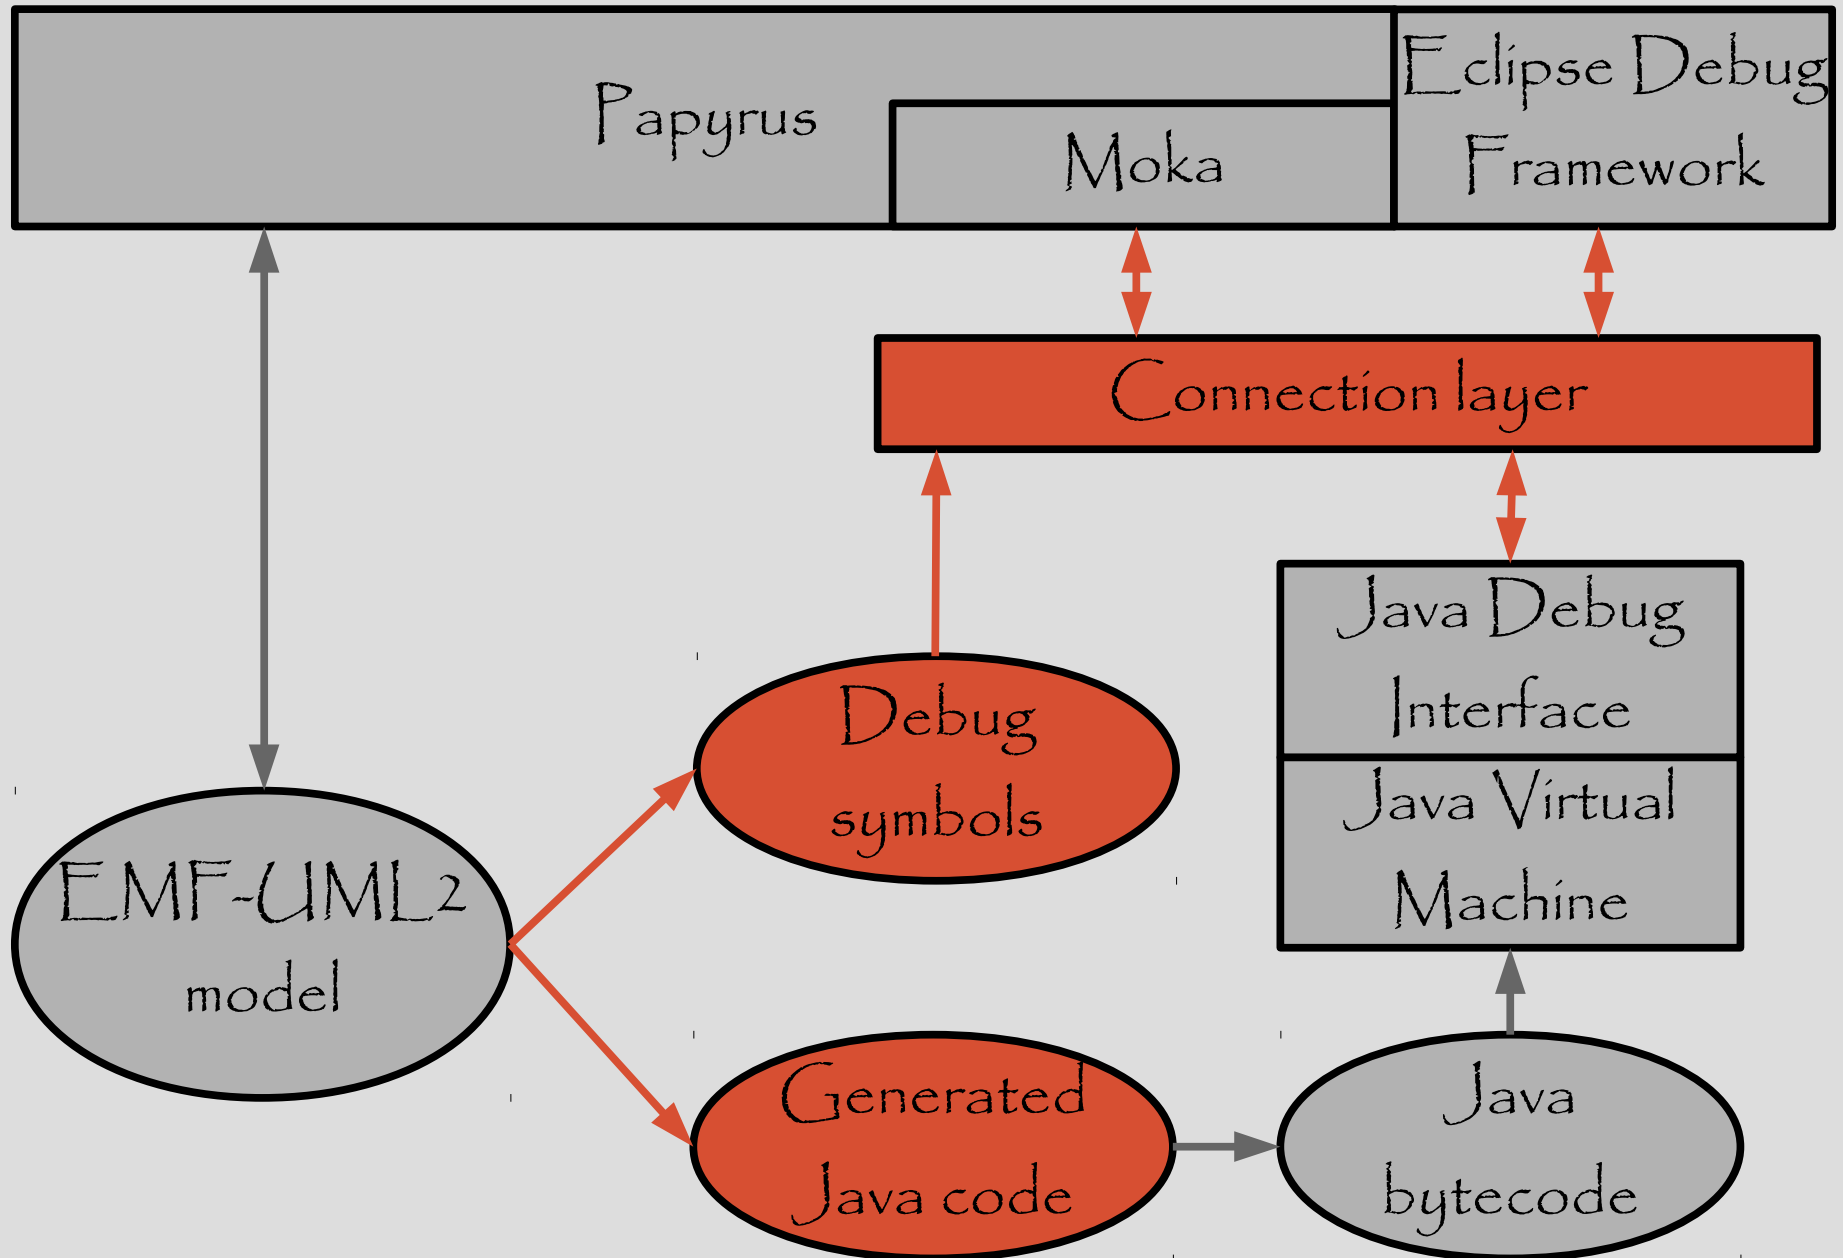 Papyrus
Moka
Eclipse Debug
Framework
Connection layer
Debug
symbols
Java Debug
Interface
Java Virtual
Machine
EMF-UML2
model
Generated
Java code
Java
bytecode